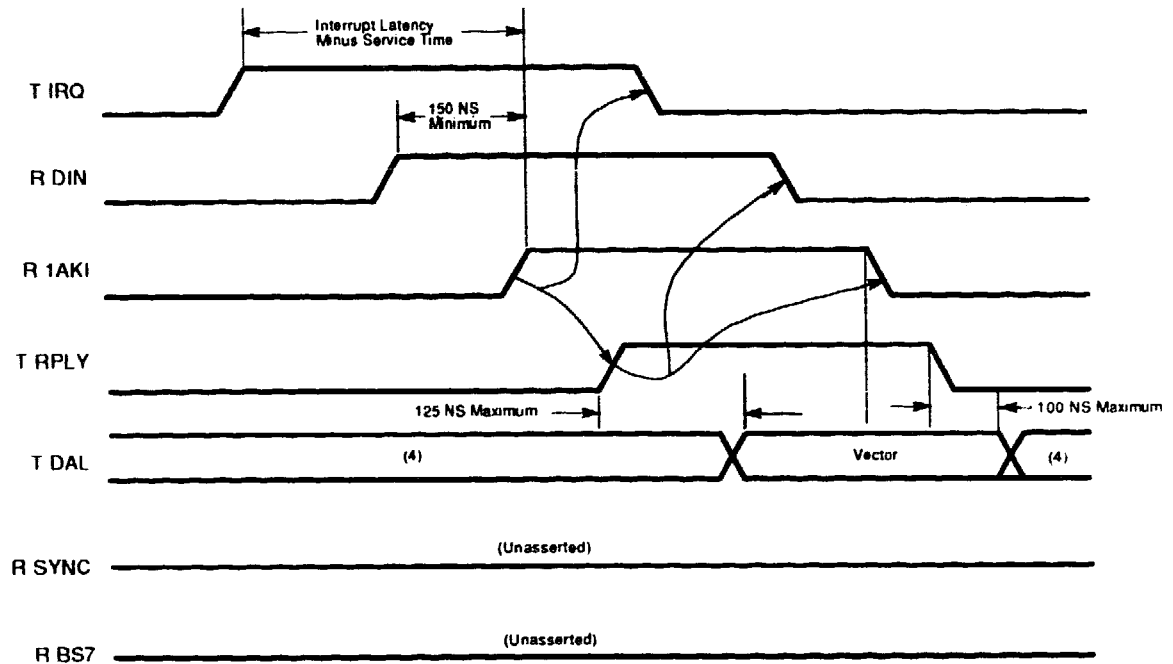 Interrupt Latency
Minus Service Time
T IRQ
150 NS
Minimum
R DIN
R 1AKI
T RPLY
125 NS Maximum
100 NS Maximum
T DAL
(4)
Vector
(4)
(Unasserted)
R SYNC
(Unasserted)
R BS7